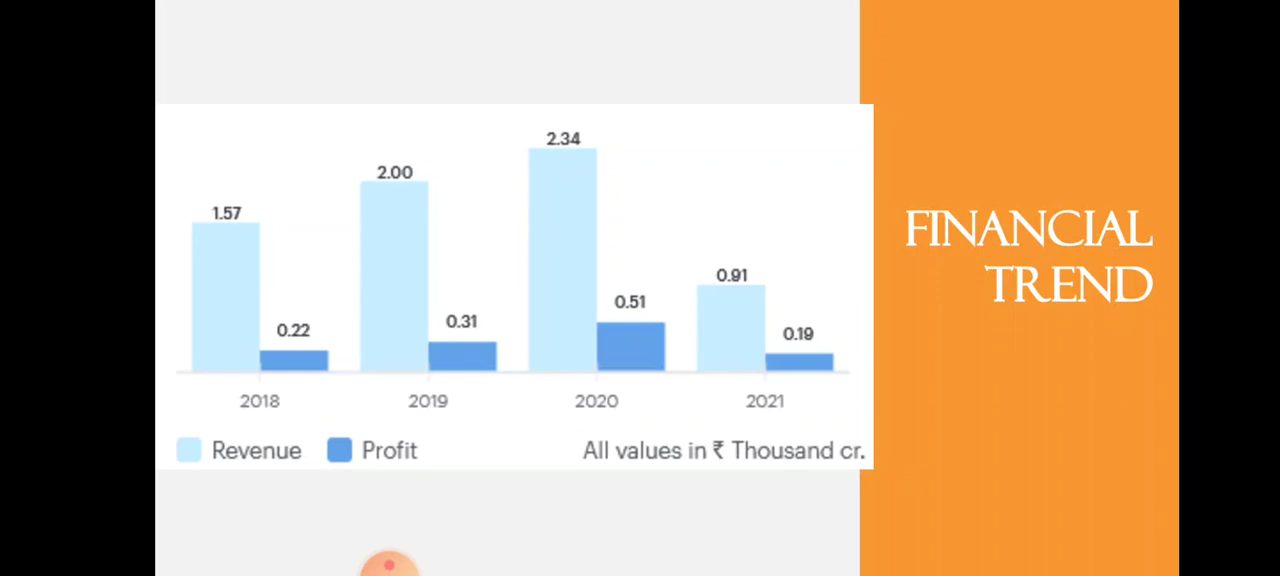 FINANCIAL
TREND
2.34
2.00
1.57
0.91
0.51
0.31
0.22
0.19
2018 2019 2020 2021
Revenue Profit All values in ₹ Thousand cr.